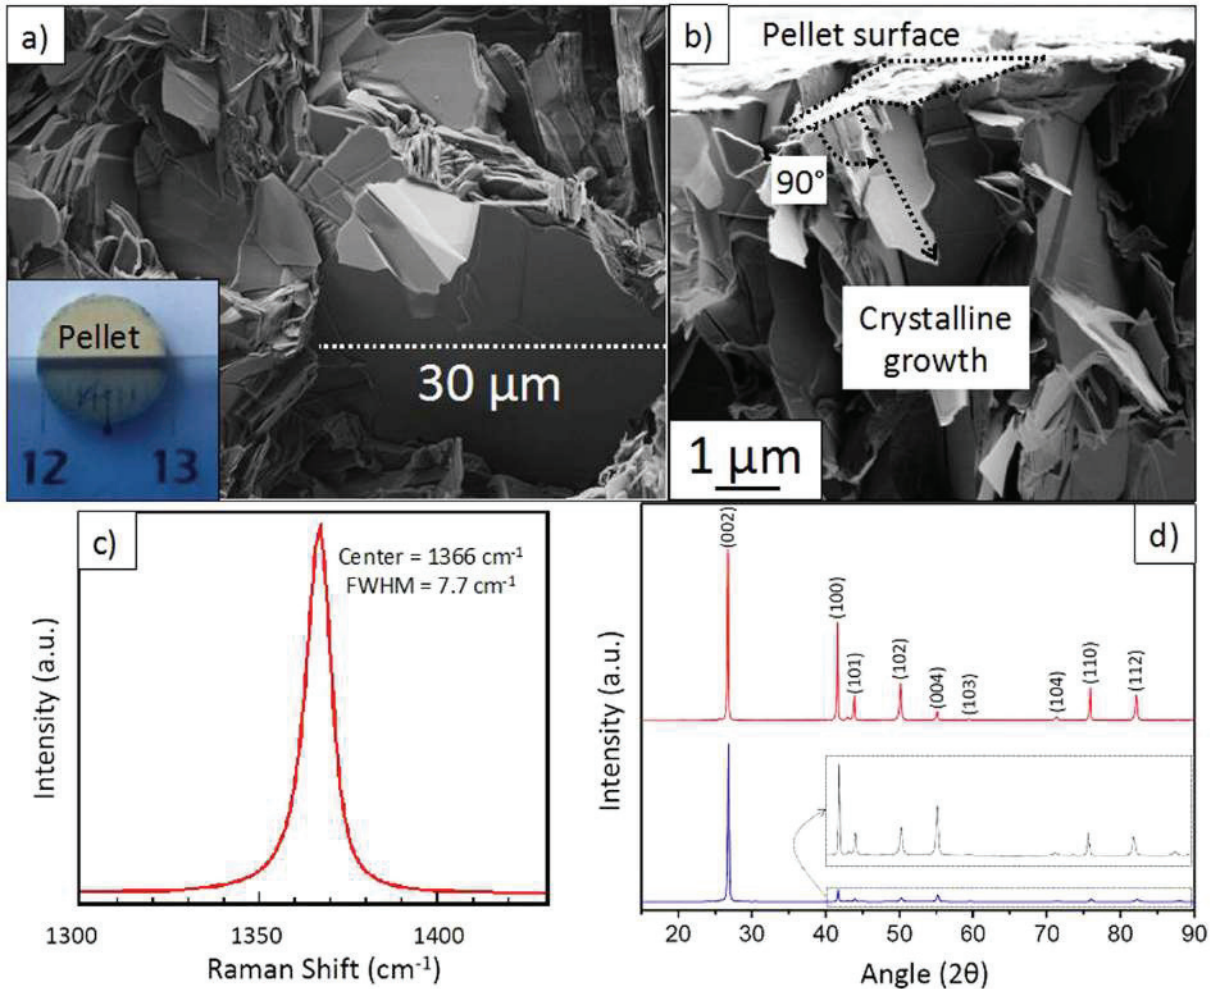 a)
Pellet
12 13
30 μm
b)
Pellet surface
90°
Crystalline
growth
1 μm
c)
Center = 1366 cm-1
FWHM = 7.7 cm-1
Intensity (a.u.)
1300 1350 1400
Raman Shift (cm-1)
d)
(002)
(100)
(101)
(102)
(004)
(103)
(104)
(110)
(112)
Intensity (a.u.)
20 30 40 50 60 70 80 90
Angle (2θ)